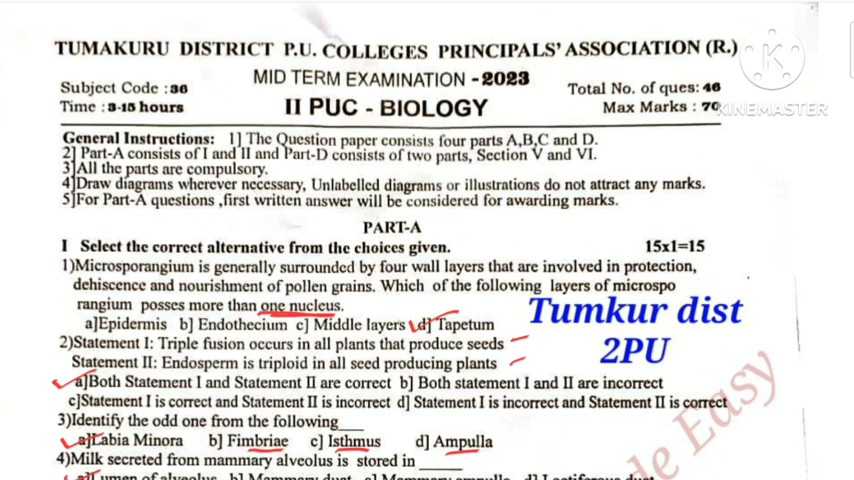 TUMAKURU DISTRICT P.U. COLLEGES PRINCIPALS' ASSOCIATION (R.)
MID TERM EXAMINATION -2023
Subject Code :36
Total No. of ques: 46
Time :3-15 hours
II PUC - BIOLOGY
Max Marks : 70
KINEMASTER
General Instructions: 1] The Question paper consists four parts A,B,C and D.
2] Part-A consists of I and II and Part-D consists of two parts, Section V and VI.
3]All the parts are compulsory.
4]Draw diagrams wherever necessary, Unlabelled diagrams or illustrations do not attract any marks.
5]For Part-A questions ,first written answer will be considered for awarding marks.
PART-A
I Select the correct alternative from the choices given. 15x1=15
1)Microsporangium is generally surrounded by four wall layers that are involved in protection,
dehiscence and nourishment of pollen grains. Which of the following layers of microspo
rangium posses more than one nucleus.
a]Epidermis b] Endothecium c] Middle layers d] Tapetum
Tumkur dist
2PU
2)Statement I: Triple fusion occurs in all plants that produce seeds
Statement II: Endosperm is triploid in all seed producing plants
a]Both Statement I and Statement II are correct b] Both statement I and II are incorrect
c]Statement I is correct and Statement II is incorrect d] Statement I is incorrect and Statement II is correct
3)Identify the odd one from the following___
a]Labia Minora b] Fimbriae c] Isthmus d] Ampulla
4)Milk secreted from mammary alveolus is stored in _____
de Easy